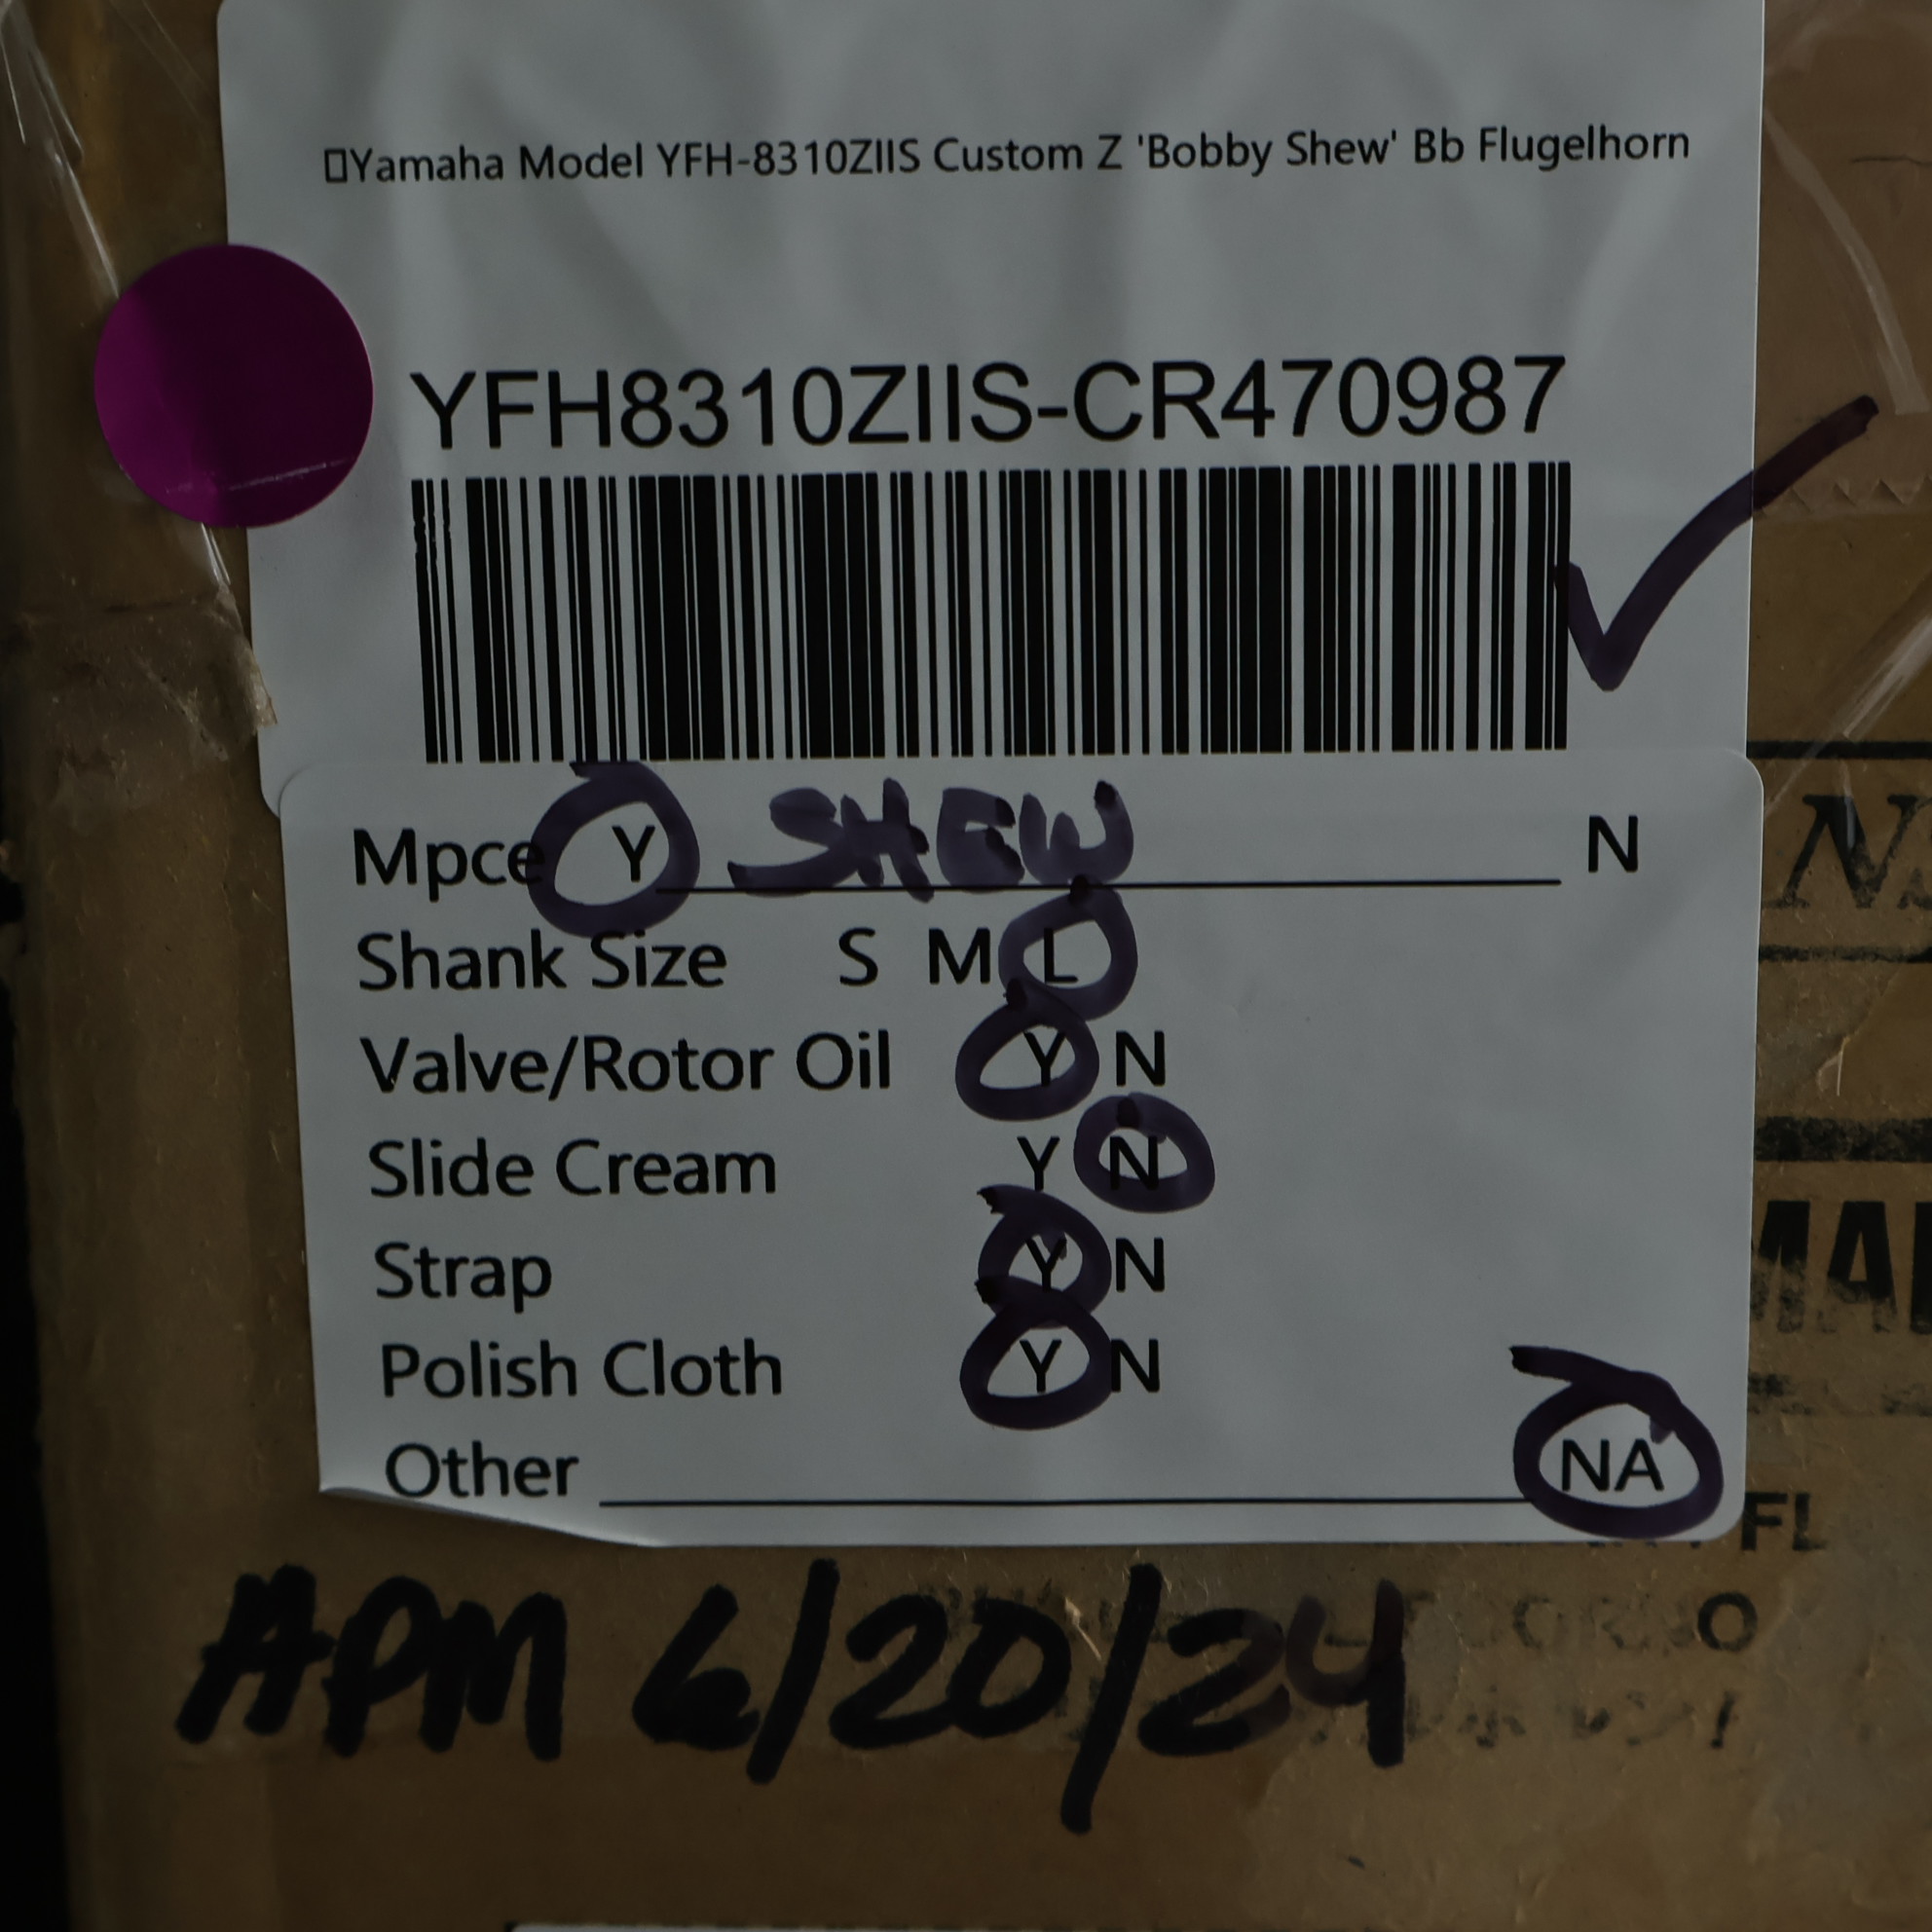 Yamaha Model YFH-8310ZIIS Custom Z 'Bobby Shew' Bb Flugelhorn
YFH8310ZIIS-CR470987
Mpce Y SHEW N
Shank Size S M L
Valve/Rotor Oil Y N
Slide Cream Y N
Strap Y N
Polish Cloth Y N
Other NA
FL
APM 6/20/24